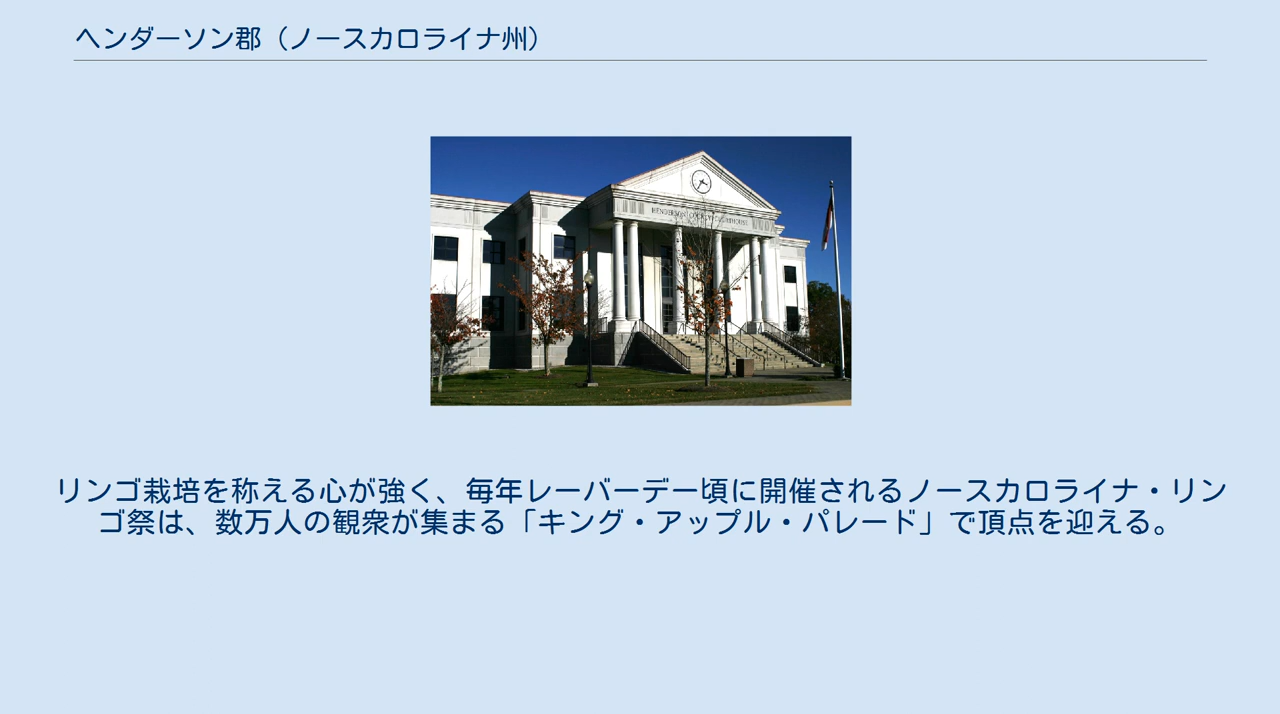 ヘンダーソン郡（ノースカロライナ州）
HENDERSON COUNTY COURTHOUSE
リンゴ栽培を称える心が強く、毎年レーバーデー頃に開催されるノースカロライナ・リン
ゴ祭は、数万人の観衆が集まる「キング・アップル・パレード」で頂点を迎える。